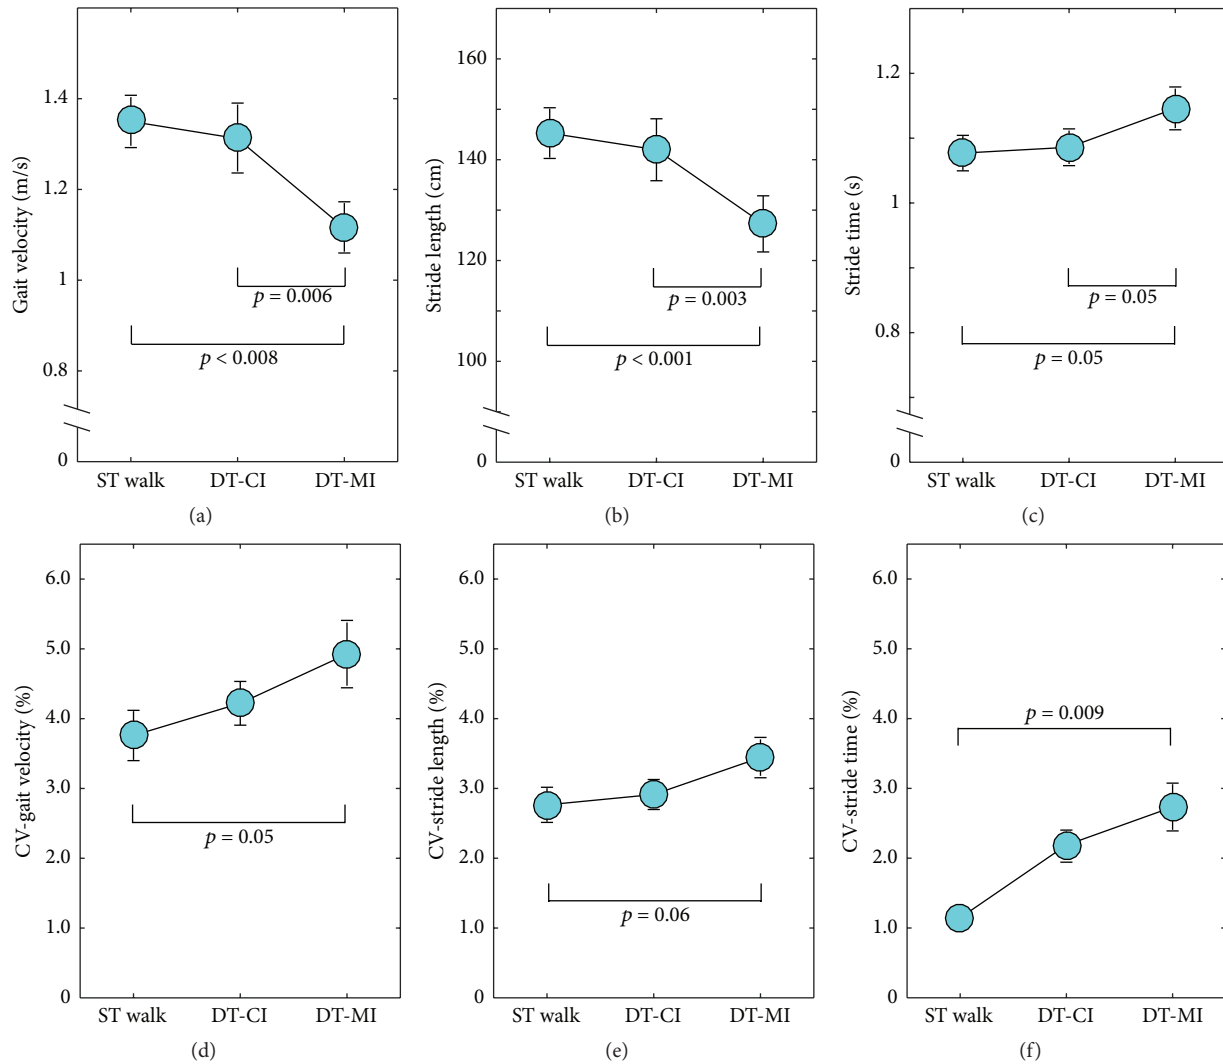 Gait velocity (m/s)
1.4
1.2
1
0.8
0
p = 0.006
p < 0.008
ST walk DT-CI DT-MI
(a)
Stride length (cm)
160
140
120
100
0
p = 0.003
p < 0.001
ST walk DT-CI DT-MI
(b)
Stride time (s)
1.2
1
0.8
0
p = 0.05
p = 0.05
ST walk DT-CI DT-MI
(c)
CV-gait velocity (%)
6.0
5.0
4.0
3.0
2.0
1.0
0
p = 0.05
ST walk DT-CI DT-MI
(d)
CV-stride length (%)
6.0
5.0
4.0
3.0
2.0
1.0
0
p = 0.06
ST walk DT-CI DT-MI
(e)
CV-stride time (%)
6.0
5.0
4.0
3.0
2.0
1.0
0
p = 0.009
ST walk DT-CI DT-MI
(f)